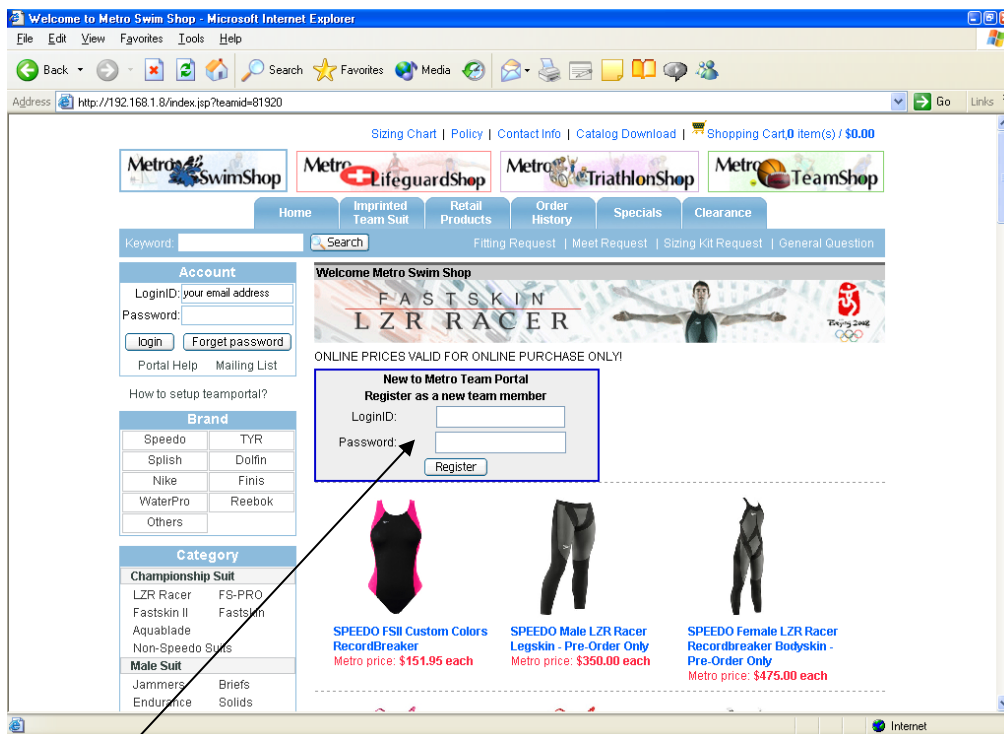 Welcome to Metro Swim Shop - Microsoft Internet Explorer
File Edit View Favorites Tools Help
Back Search Favorites Media
Address http://192.168.1.8/index.jsp?teamid=81920 Go Links
Sizing Chart | Policy | Contact Info | Catalog Download | Shopping Cart,0 item(s) / $0.00
Metro SwimShop Metro LifeguardShop Metro TriathlonShop Metro TeamShop
Home Imprinted Team Suit Retail Products Order History Specials Clearance
Keyword: Search Fitting Request | Meet Request | Sizing Kit Request | General Question
Account
LoginID: your email address
Password:
login Forget password
Portal Help Mailing List
How to setup teamportal?
Brand
Speedo TYR
Splish Dolfin
Nike Finis
WaterPro Reebok
Others
Category
Championship Suit
LZR Racer FS-PRO
Fastskin II Fastskin
Aquablade
Non-Speedo Suits
Male Suit
Jammers Briefs
Endurance Solids
Welcome Metro Swim Shop
FASTSKIN
LZR RACER
Beijing 2008
ONLINE PRICES VALID FOR ONLINE PURCHASE ONLY!
New to Metro Team Portal
Register as a new team member
LoginID:
Password:
Register
SPEEDO FSII Custom Colors
RecordBreaker
Metro price: $151.95 each
SPEEDO Male LZR Racer
Legskin - Pre-Order Only
Metro price: $350.00 each
SPEEDO Female LZR Racer
Recordbreaker Bodyskin -
Pre-Order Only
Metro price: $475.00 each
Internet